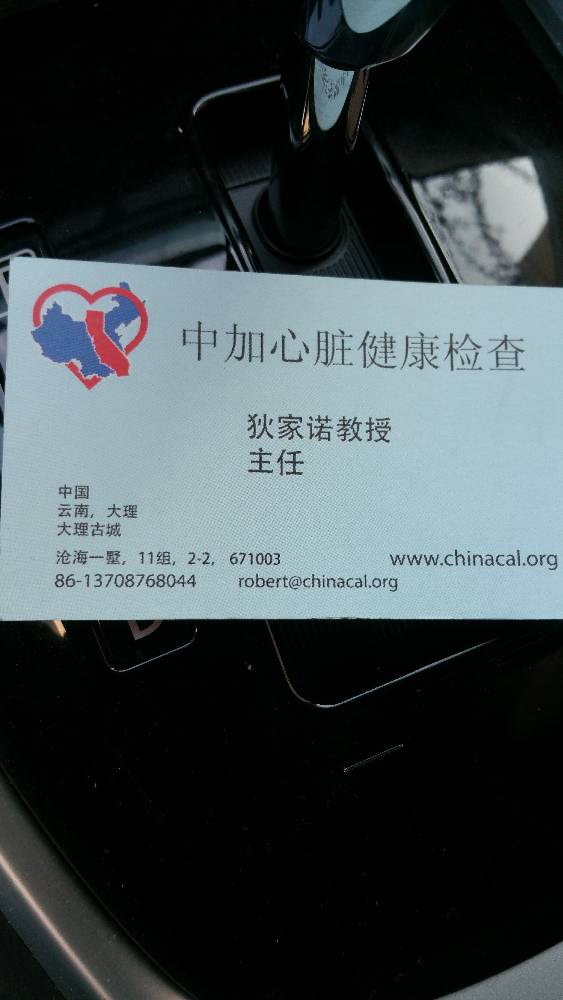 中加心脏健康检查
狄家诺教授
主任
中国
云南，大理
大理古城
沧海一墅，11组，2-2， 671003
www.chinacal.org
86-13708768044
robert@chinacal.org